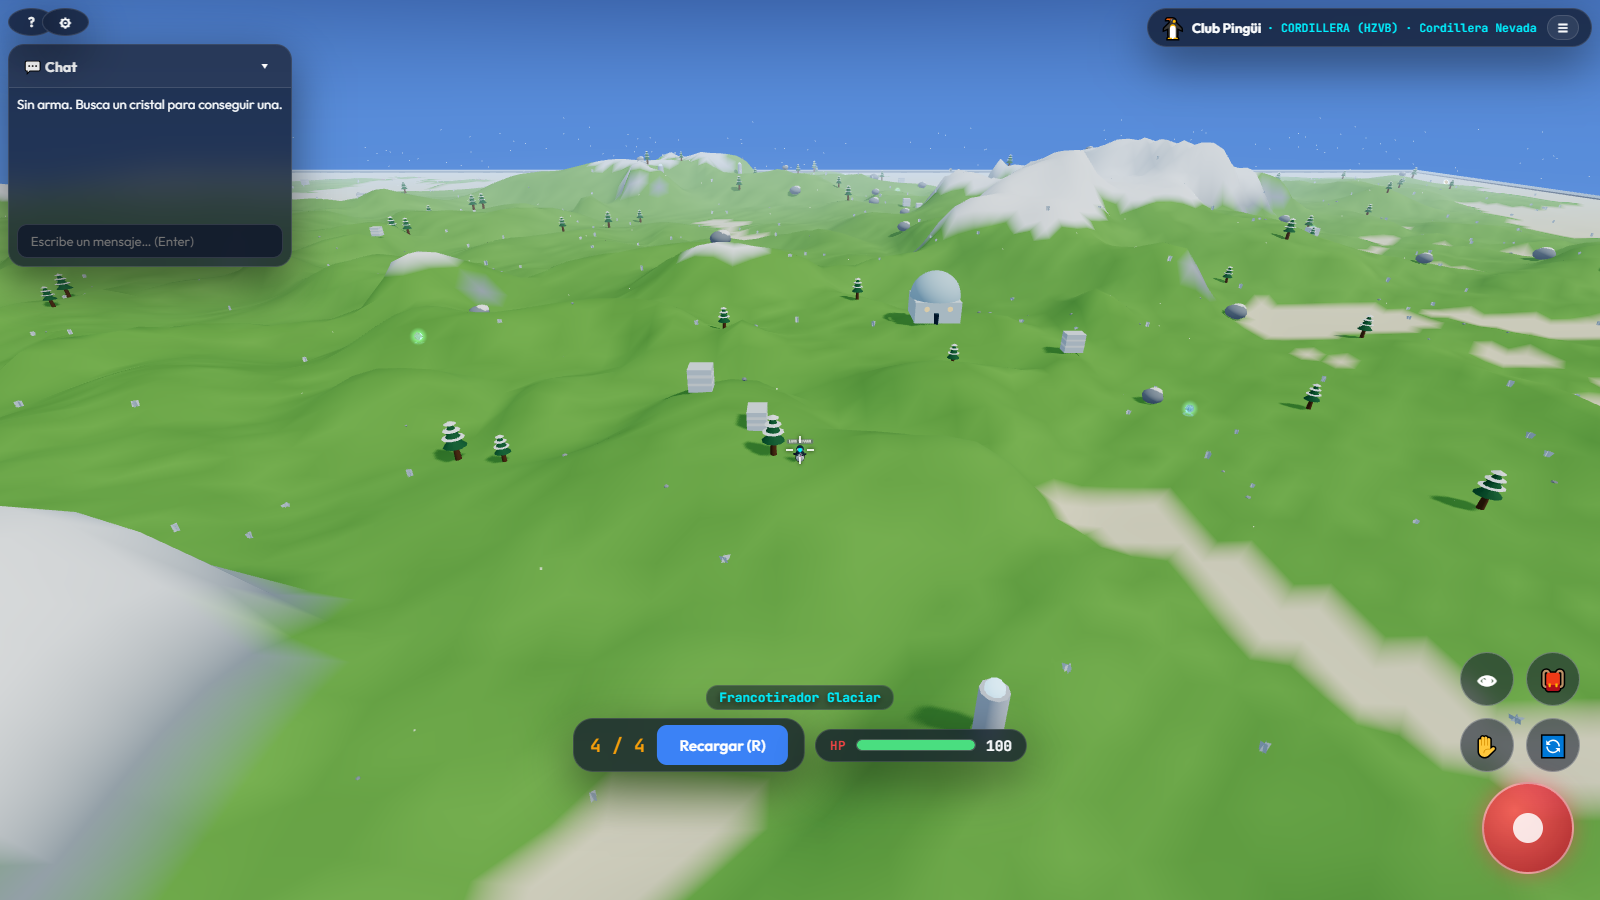 ?
Chat
Sin arma. Busca un cristal para conseguir una.
Escribe un mensaje... (Enter)
Club Pingüi · CORDILLERA (HZVB) · Cordillera Nevada
Francotirador Glaciar
4 / 4
Recargar (R)
HP
100